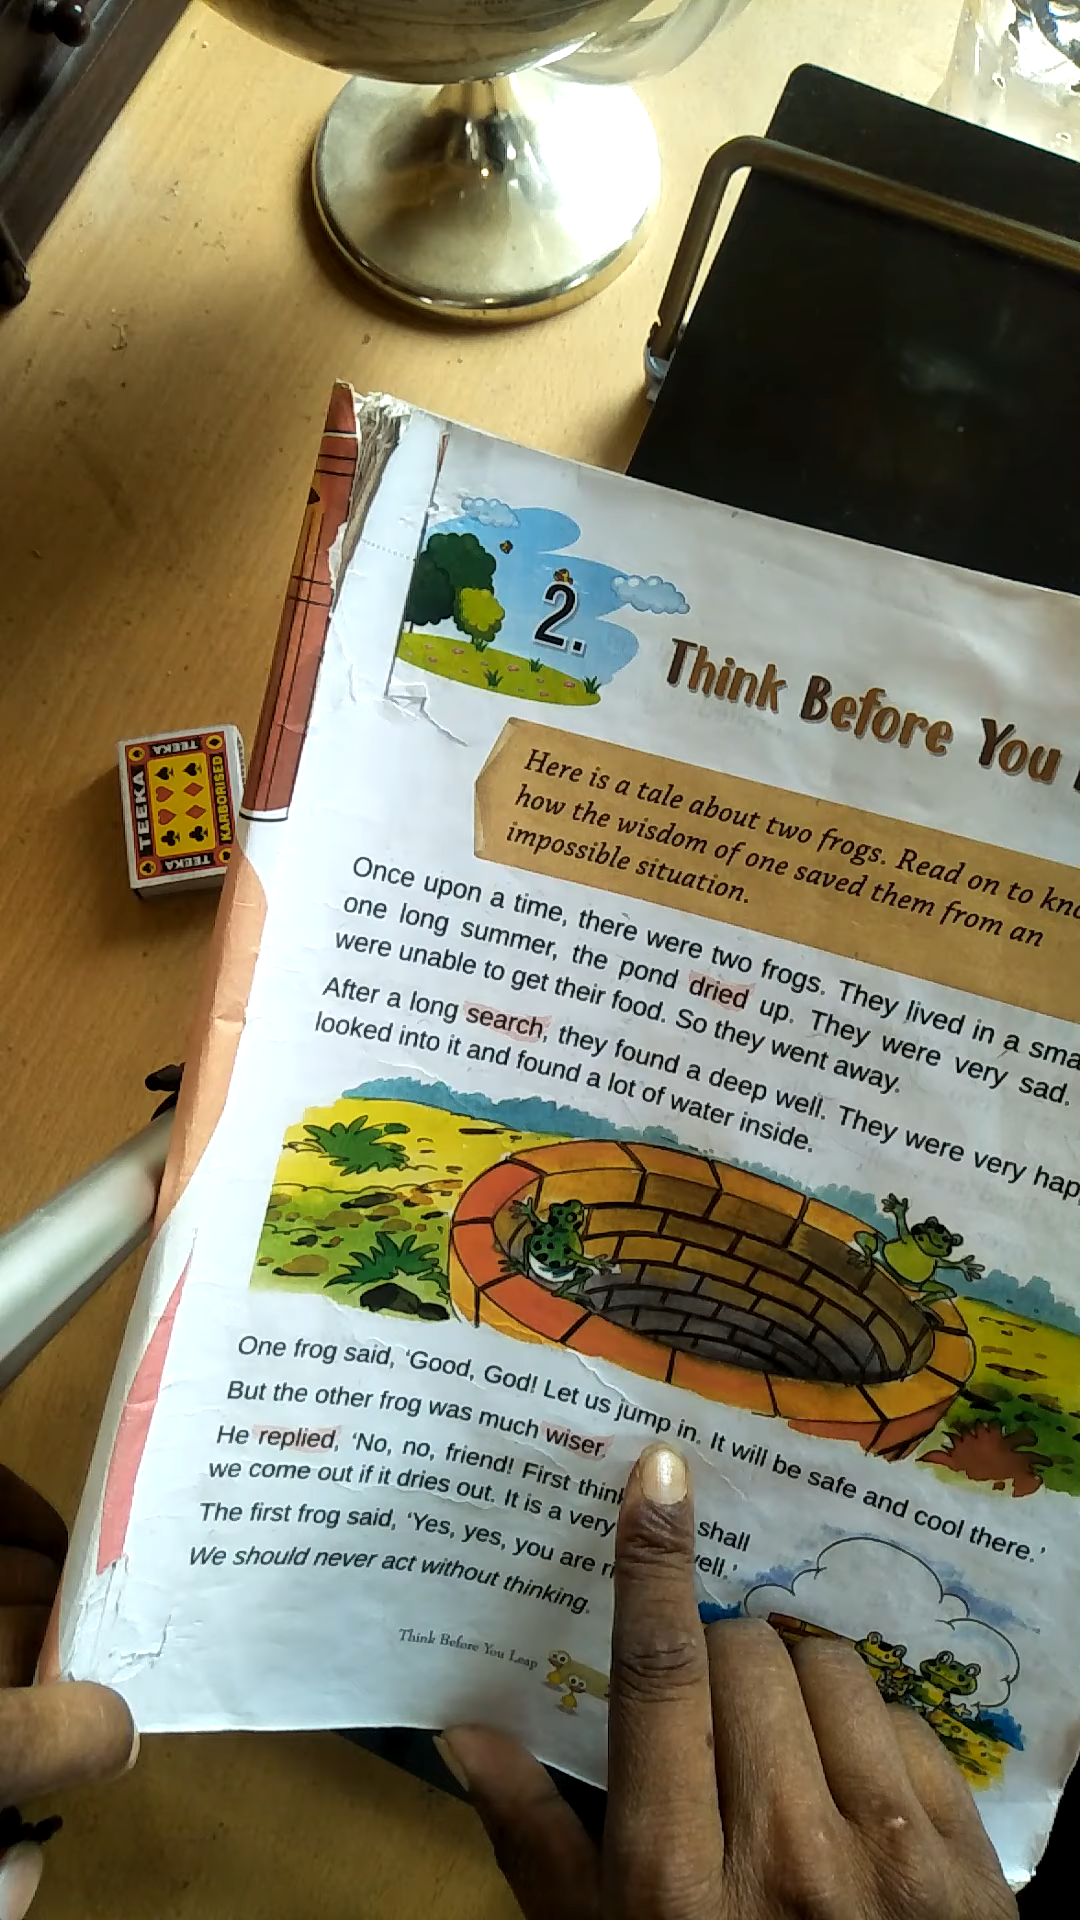 2.
Think Before You
Here is a tale about two frogs. Read on to
how the wisdom of one saved them from an
impossible situation.
Once upon a time, there were two frogs. They lived in a
one long summer, the pond dried up. They were very sad.
were unable to get their food. So they went away.
After a long search, they found a deep well. They were very
looked into it and found a lot of water inside.
One frog said, ‘Good, God! Let us jump in. It will be safe and cool there.’
But the other frog was much wiser.
He replied, ‘No, no, friend! First think shall
we come out if it dries out. It is a very well.’
The first frog said, ‘Yes, yes, you are
We should never act without thinking.
Think Before You Leap
TEEKA
TEEKA
KARBORISED
TEEKA